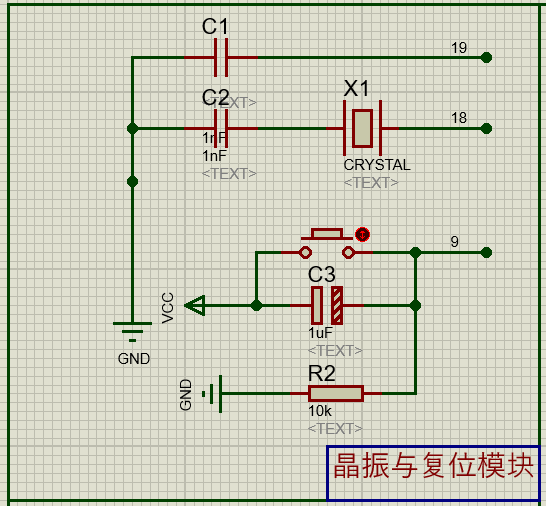 C1
19
<TEXT>
C2
X1
18
1nF
1nF
CRYSTAL
<TEXT>
<TEXT>
9
C3
VCC
1uF
<TEXT>
GND
R2
GND
10k
<TEXT>
晶振与复位模块